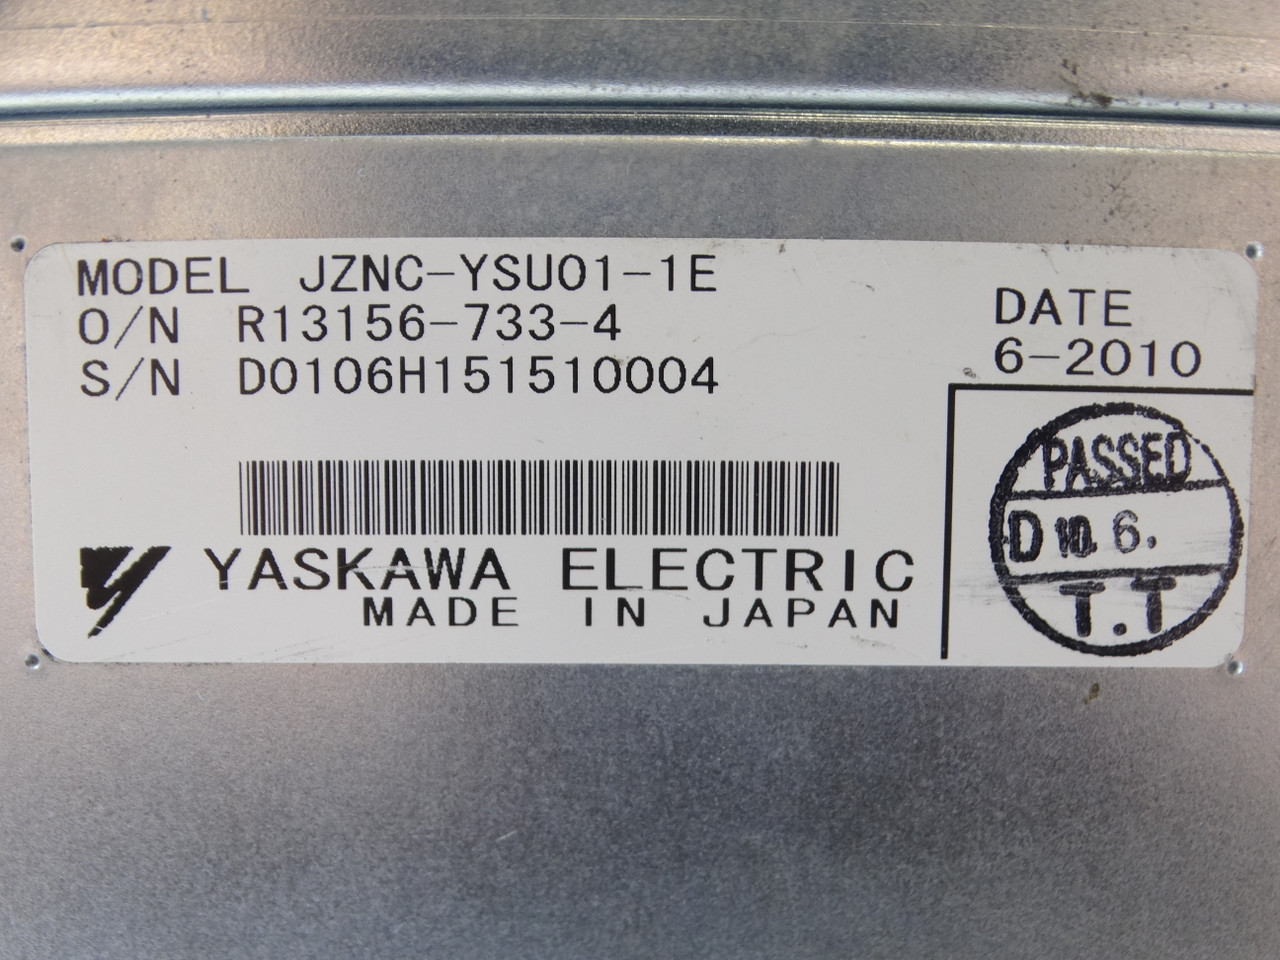 MODEL JZNC-YSU01-1E
O/N R13156-733-4
S/N D0106H151510004
DATE
6-2010
PASSED
D 10. 6.
T.T
YASKAWA ELECTRIC
MADE IN JAPAN